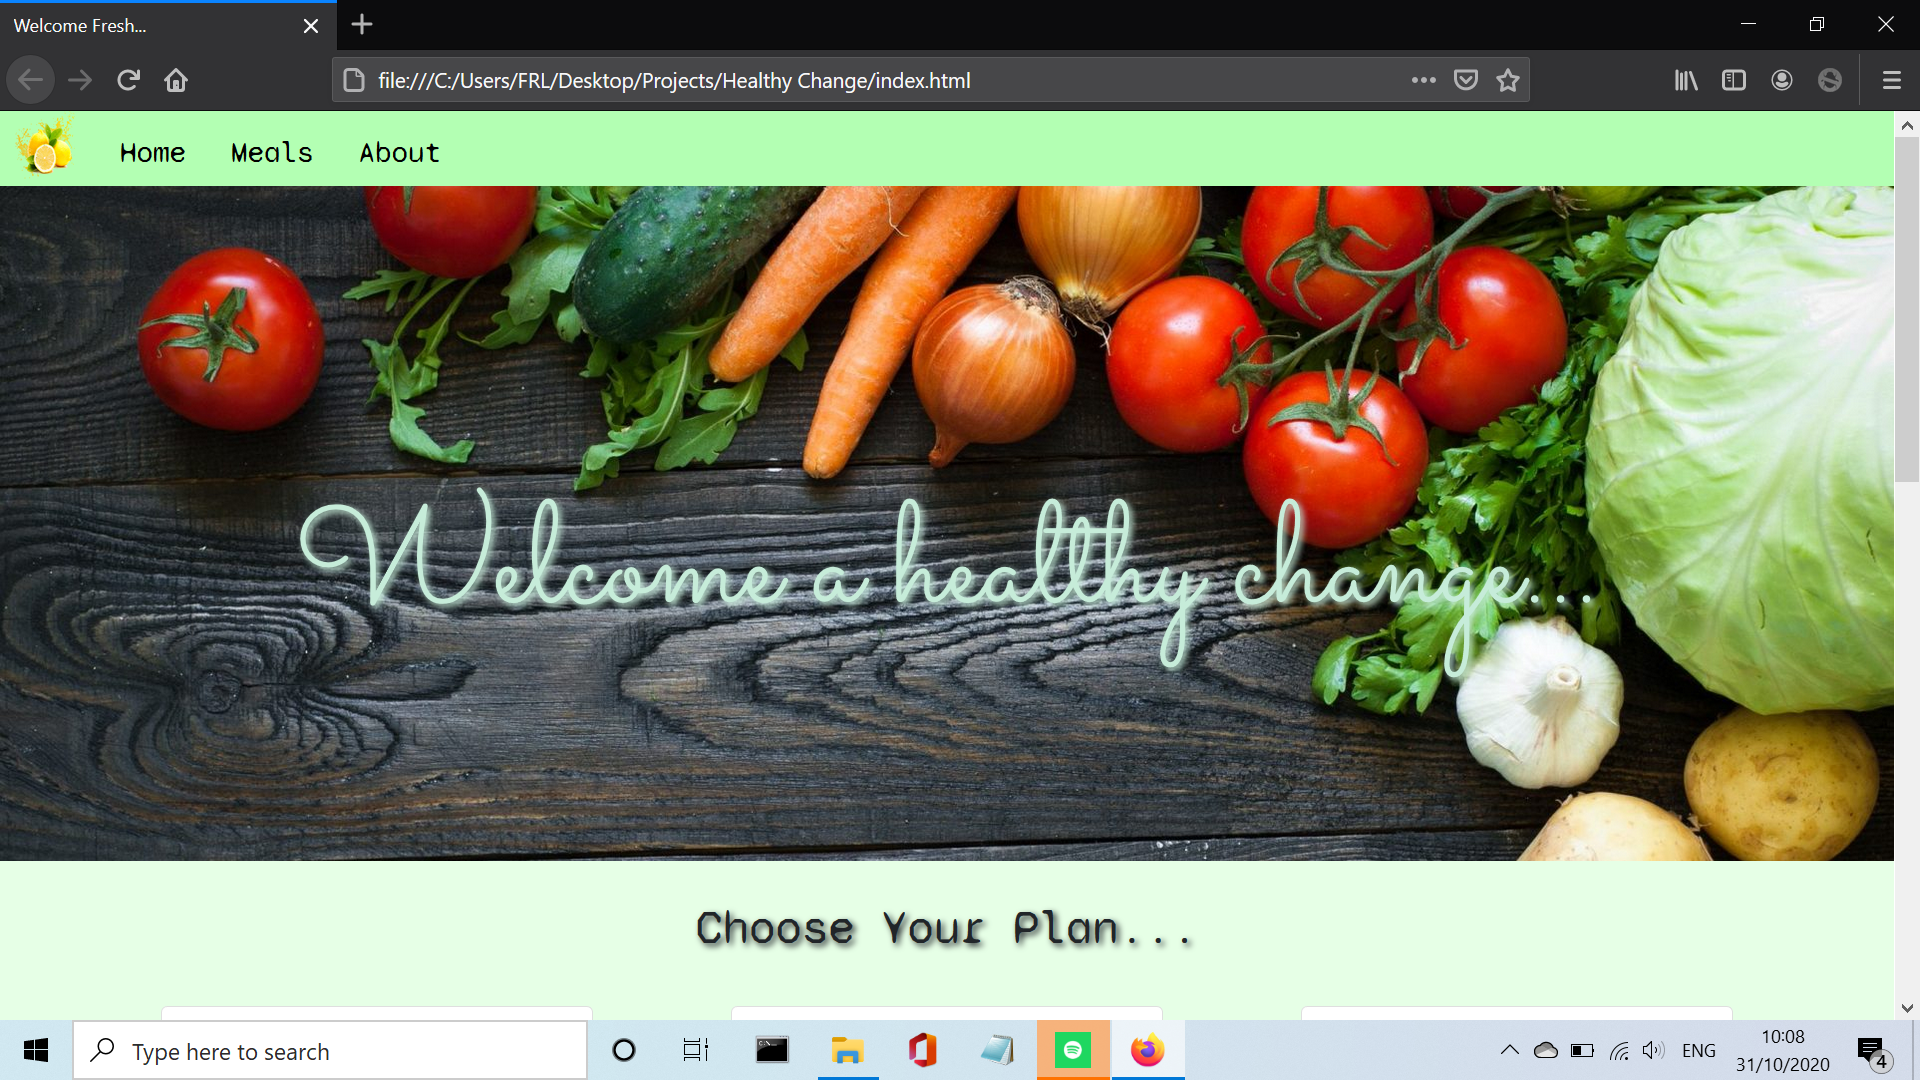 Welcome Fresh...
file:///C:/Users/FRL/Desktop/Projects/Healthy Change/index.html
Home Meals About
Welcome a healthy change...
Choose Your Plan...
Type here to search
ENG
10:08
31/10/2020
4